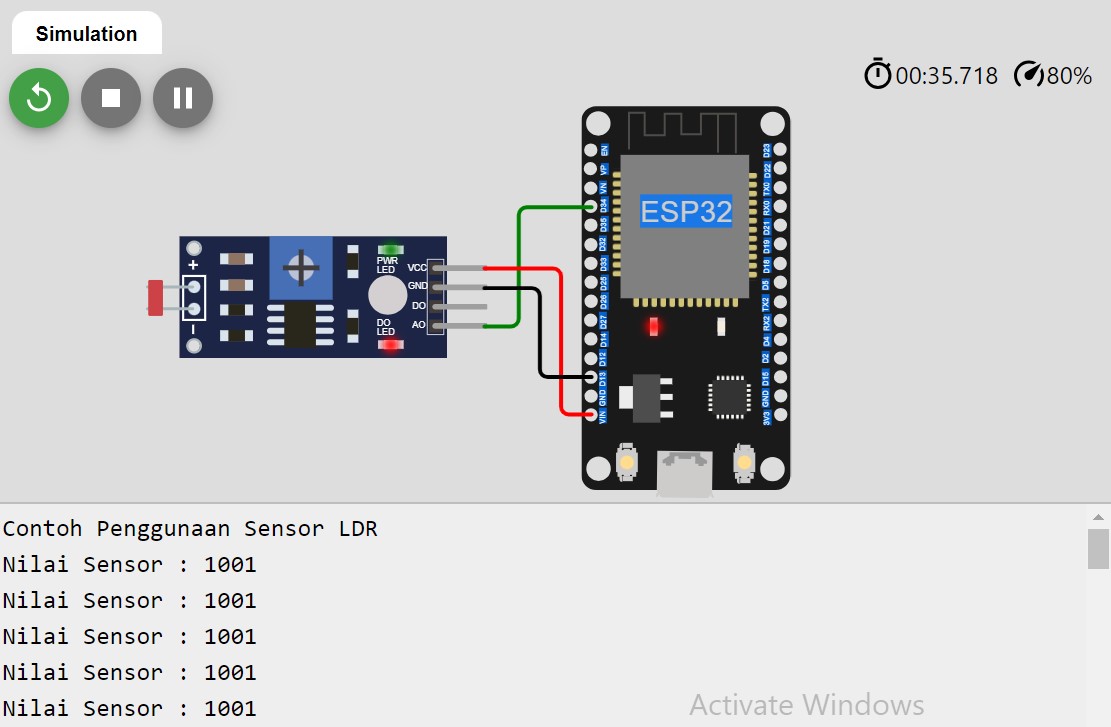 Simulation
00:35.718
80%
ESP32
EN
VP
VN
D34
D35
D32
D33
D25
D26
D27
D14
D12
D13
GND
VIN
D23
D22
TX0
RX0
D21
D19
D18
D5
TX2
RX2
D4
D2
D15
GND
3V3
+
PWR
LED
VCC
GND
DO
AO
DO
LED
Contoh Penggunaan Sensor LDR
Nilai Sensor : 1001
Nilai Sensor : 1001
Nilai Sensor : 1001
Nilai Sensor : 1001
Nilai Sensor : 1001
Activate Windows